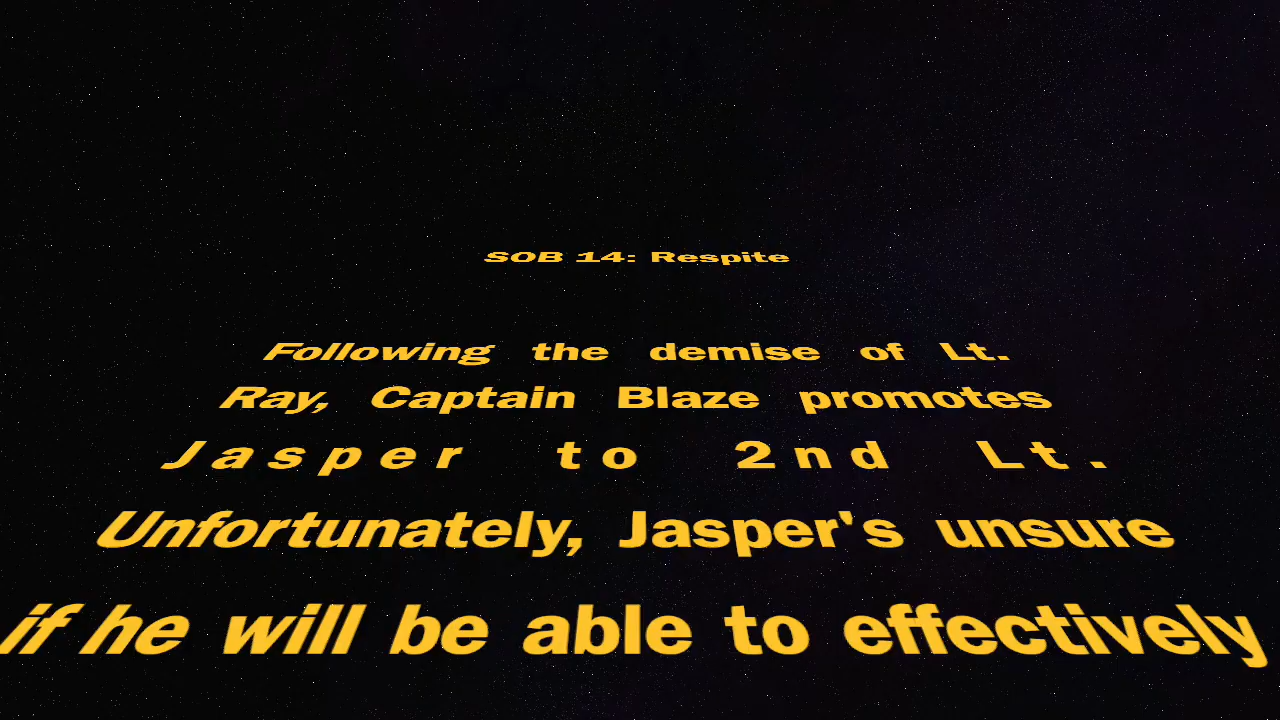 SOB 14: Respite
Following the demise of Lt.
Ray, Captain Blaze promotes
Jasper to 2nd Lt.
Unfortunately, Jasper's unsure
if he will be able to effectively